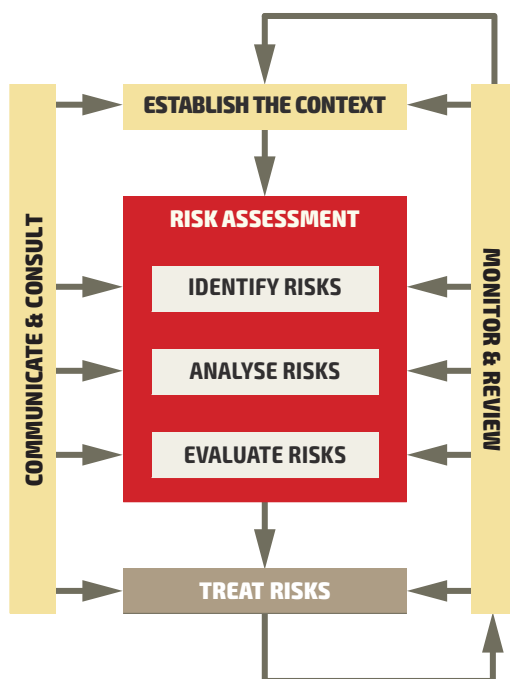 ESTABLISH THE CONTEXT
RISK ASSESSMENT
IDENTIFY RISKS
ANALYSE RISKS
EVALUATE RISKS
TREAT RISKS
COMMUNICATE & CONSULT
MONITOR & REVIEW